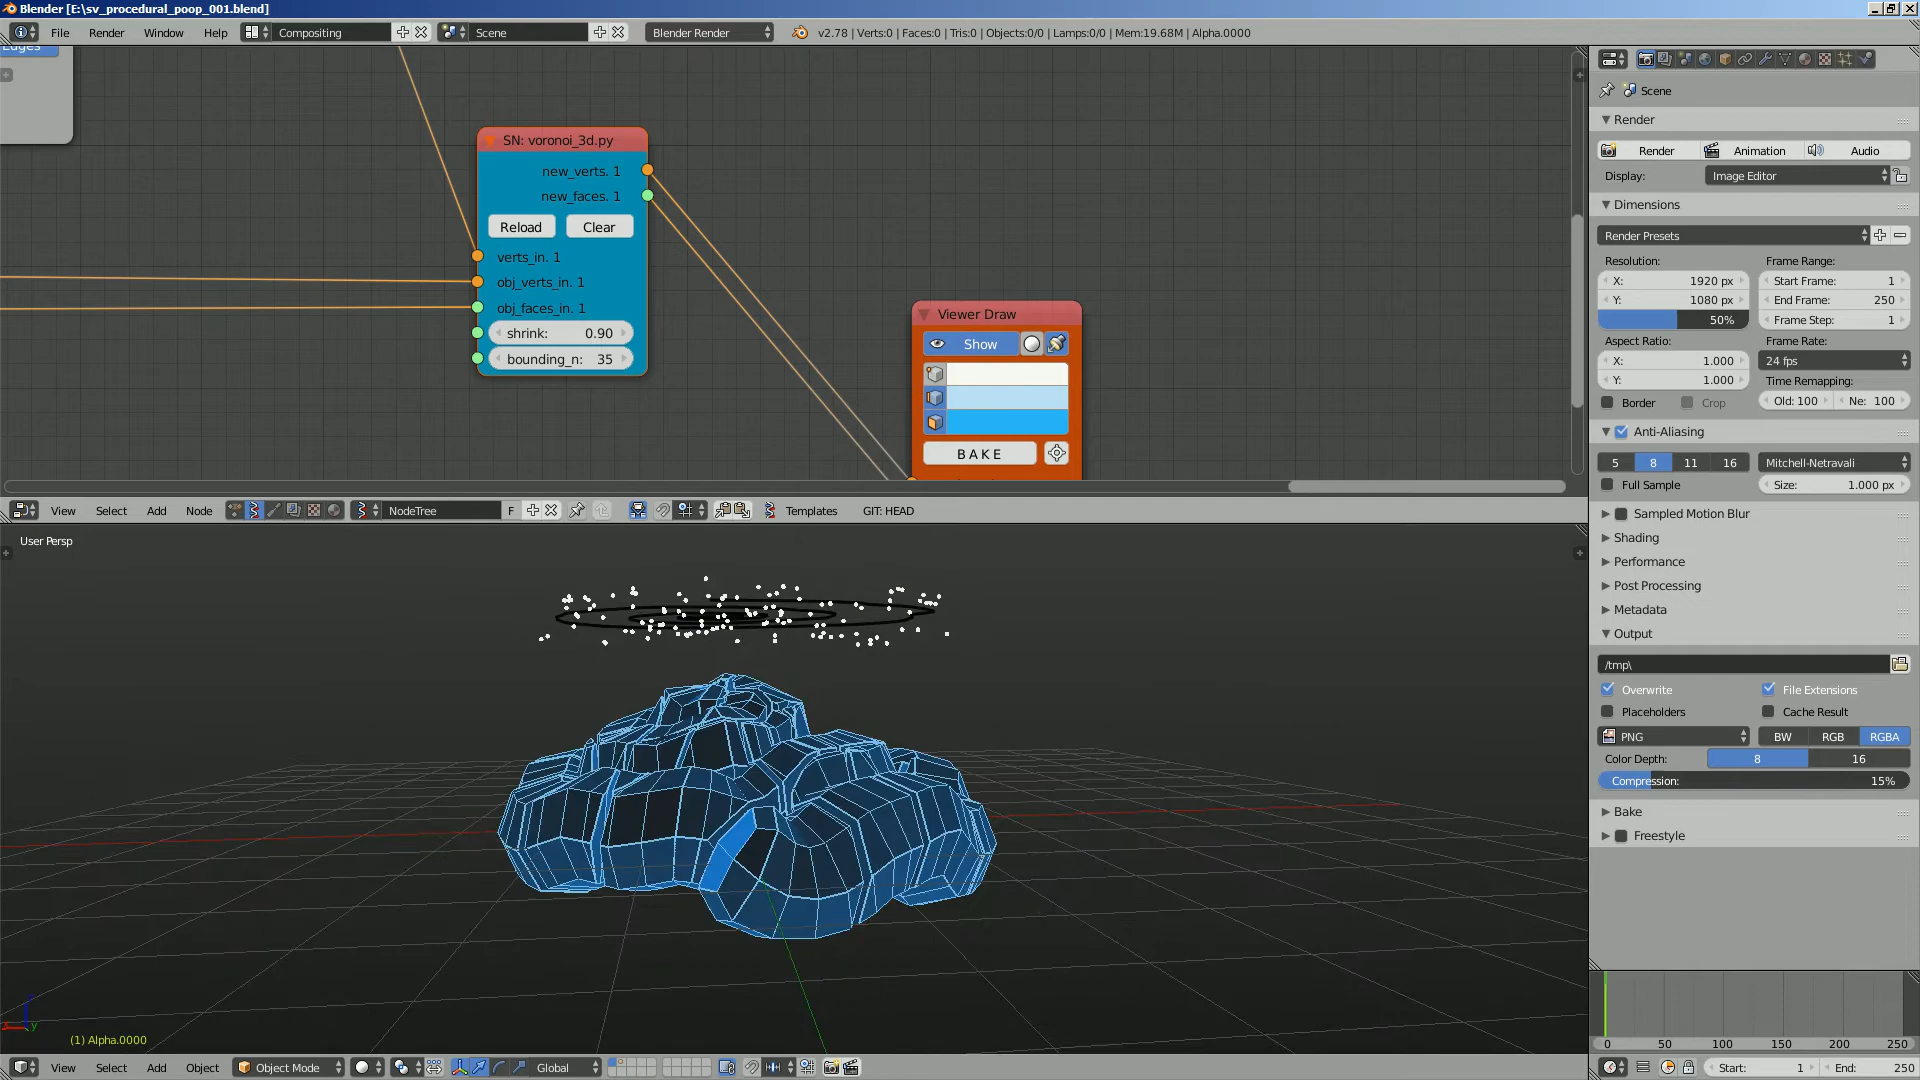 Blender [E:\sv_procedural_poop_001.blend]
File Render Window Help Compositing Scene Blender Render v2.78 | Verts:0 | Faces:0 | Tris:0 | Objects:0/0 | Lamps:0/0 | Mem:19.68M | Alpha.0000
Edges
SN: voronoi_3d.py
new_verts. 1
new_faces. 1
Reload Clear
verts_in. 1
obj_verts_in. 1
obj_faces_in. 1
shrink: 0.90
bounding_n: 35
Viewer Draw
Show
B A K E
View Select Add Node NodeTree F Templates GIT: HEAD
User Persp
(1) Alpha.0000
x y
View Select Add Object Object Mode Global
Scene
Render
Render Animation Audio
Display: Image Editor
Dimensions
Render Presets
Resolution: Frame Range:
X: 1920 px Start Frame: 1
Y: 1080 px End Frame: 250
50% Frame Step: 1
Aspect Ratio: Frame Rate:
X: 1.000 24 fps
Y: 1.000 Time Remapping:
Border Crop Old: 100 Ne: 100
Anti-Aliasing
5 8 11 16 Mitchell-Netravali
Full Sample Size: 1.000 px
Sampled Motion Blur
Shading
Performance
Post Processing
Metadata
Output
/tmp\
Overwrite File Extensions
Placeholders Cache Result
PNG BW RGB RGBA
Color Depth: 8 16
Compression: 15%
Bake
Freestyle
0 50 100 150 200 250
Start: 1 End: 250